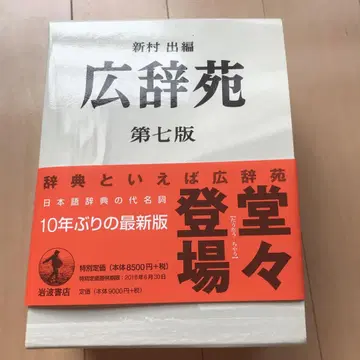 新村 出編
広辞苑
第七版
辞典といえば広辞苑
日本語辞典の代名詞
10年ぶりの最新版
堂々
登場
特別定価(本体8500円+税)
定価(本体9000円+税)
岩波書店